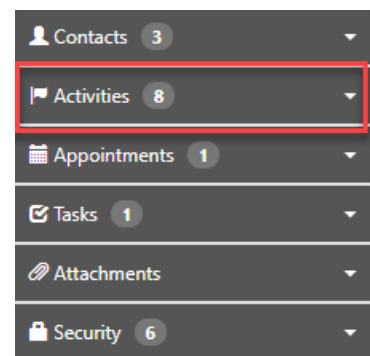 Contacts 3
Activities 8
Appointments 1
Tasks 1
Attachments
Security 6